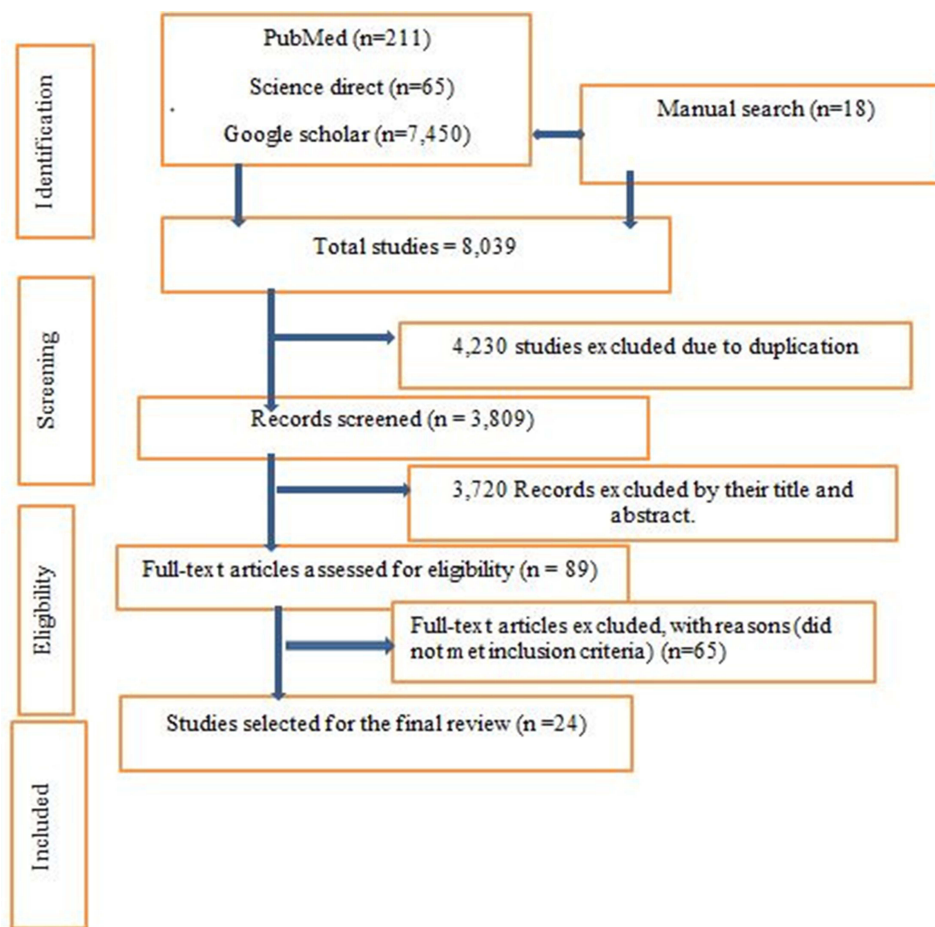 Identification
PubMed (n=211)
Science direct (n=65)
Google scholar (n=7,450)
Manual search (n=18)
Total studies = 8,039
Screening
4,230 studies excluded due to duplication
Records screened (n = 3,809)
3,720 Records excluded by their title and
abstract.
Eligibility
Full-text articles assessed for eligibility (n = 89)
Full-text articles excluded, with reasons (did
not met inclusion criteria) (n=65)
Included
Studies selected for the final review (n =24)